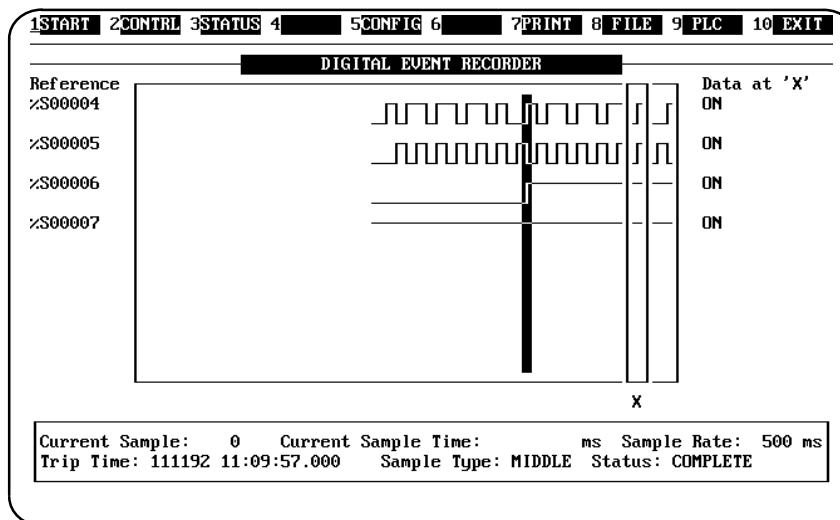 1START 2CONTRL 3STATUS 4 5CONFIG 6 7PRINT 8 FILE 9 PLC 10 EXIT
DIGITAL EVENT RECORDER
Reference Data at 'X'
%S00004 ON
%S00005 ON
%S00006 ON
%S00007 ON
X
Current Sample: 0 Current Sample Time: ms Sample Rate: 500 ms
Trip Time: 111192 11:09:57.000 Sample Type: MIDDLE Status: COMPLETE